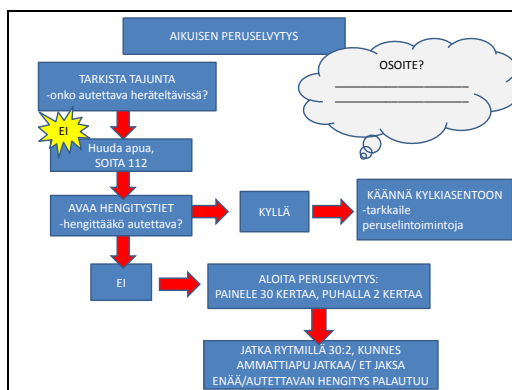 AIKUISEN PERUSELVYTYS
OSOITE?
TARKISTA TAJUNTA
-onko autettava heräteltävissä?
EI
Huuda apua,
SOITA 112
AVAA HENGITYSTIET
-hengittääkö autettava?
KYLLÄ
KÄÄNNÄ KYLKIASENTOON
-tarkkaile
peruselintoimintoja
EI
ALOITA PERUSELVYTYS:
PAINELE 30 KERTAA, PUHALLA 2 KERTAA
JATKA RYTMILLÄ 30:2, KUNNES
AMMATTIAPU JATKAA/ ET JAKSA
ENÄÄ/AUTETTAVAN HENGITYS PALAUTUU